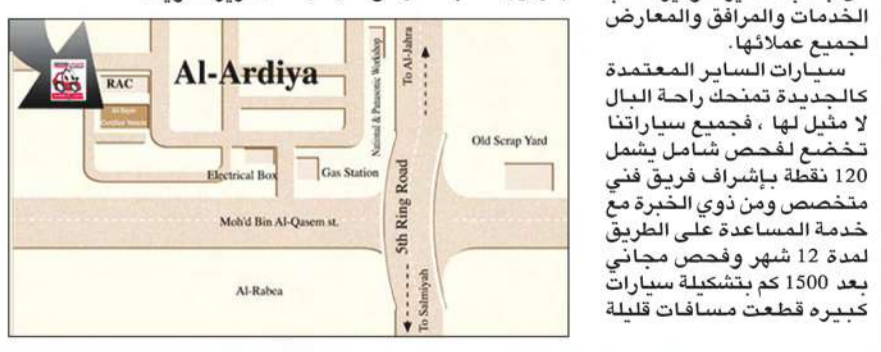 الخدمات والمرافق والمعارض
لجميع عملائها.
سيارات الساير المعتمدة
كالجديدة تمنحك راحة البال
لا مثيل لها ، فجميع سياراتنا
تخضع لفحص شامل يشمل
120 نقطة بإشراف فريق فني
متخصص ومن ذوي الخبرة مع
خدمة المساعدة على الطريق
لمدة 12 شهر وفحص مجاني
بعد 1500 كم بتشكيلة سيارات
كبيره قطعت مسافات قليلة
RAC
Al-Ardiya
National & Panasonic Workshop
To Al-Jahra
Old Scrap Yard
Electrical Box
Gas Station
5th Ring Road
Moh'd Bin Al-Qasem st.
Al-Rabea
To Salmiyah